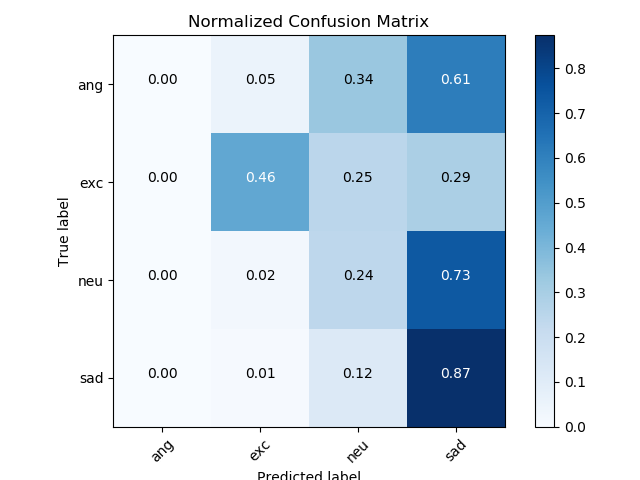 Normalized Confusion Matrix
True label
ang 0.00 0.05 0.34 0.61
exc 0.00 0.46 0.25 0.29
neu 0.00 0.02 0.24 0.73
sad 0.00 0.01 0.12 0.87
ang exc neu sad
Predicted label
0.8
0.7
0.6
0.5
0.4
0.3
0.2
0.1
0.0